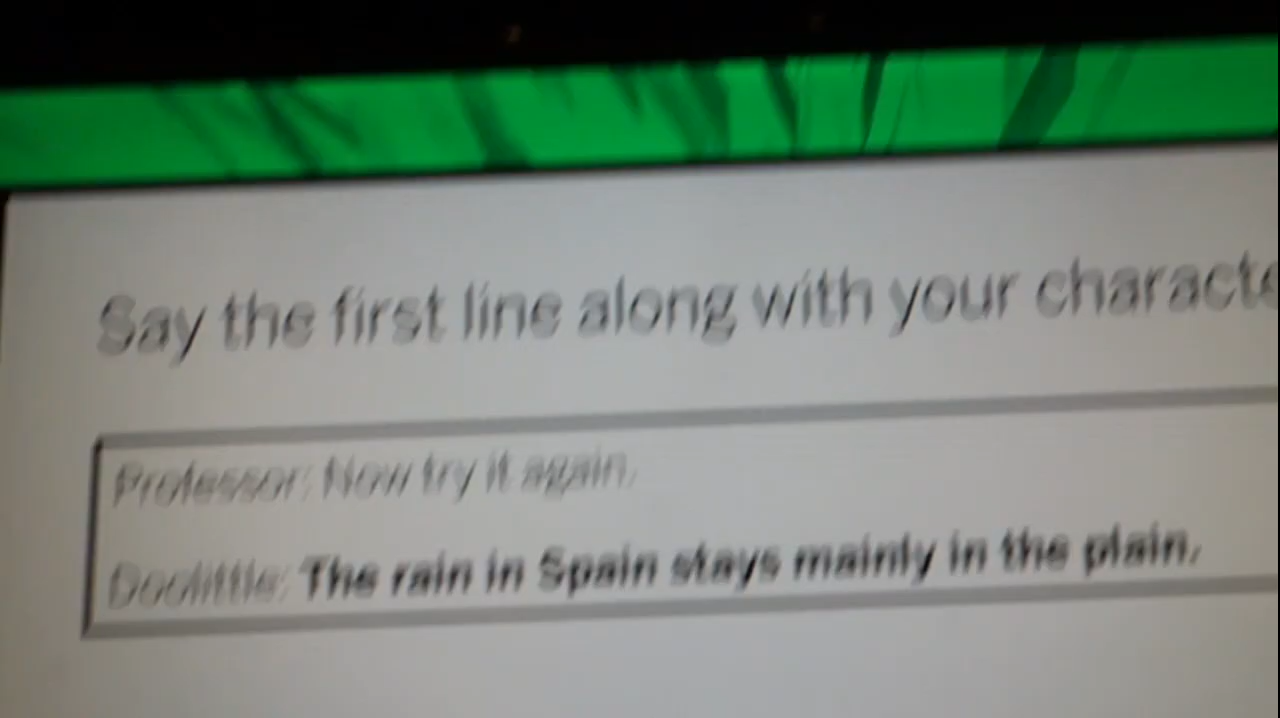 Say the first line along with your characte
Professor: Now try it again.
Doolittle: The rain in Spain stays mainly in the plain.